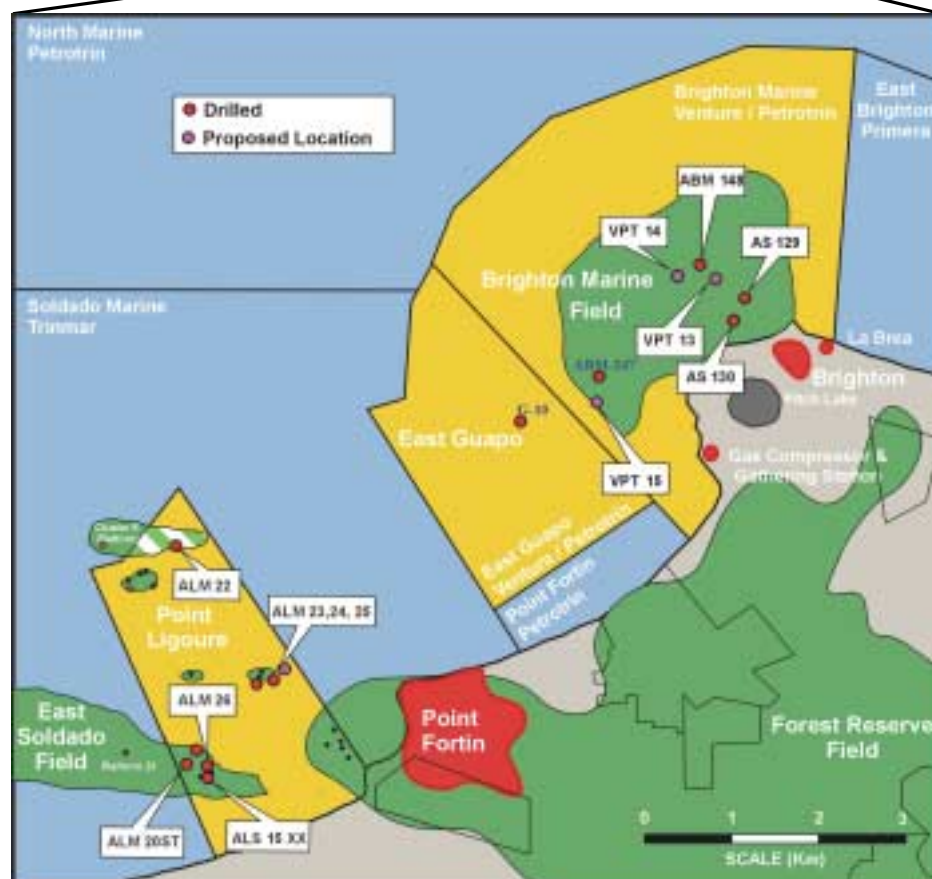 North Marine
Petrotrin
Drilled
Proposed Location
Brighton Marine
Venture / Petrotrin
East
Brighton
Primera
ABM 148
VPT 14
AS 129
Brighton Marine
Field
Soldado Marine
Trinmar
VPT 13
La Brea
AS 130
Brighton
Pitch Lake
East Guapo
Gas Compressor &
Gathering Station
VPT 15
East Guapo
Venture / Petrotrin
Point Fortin
Petrotrin
ALM 22
Point
Ligoure
ALM 23,24, 25
ALM 26
East
Soldado
Field
Point
Fortin
Forest Reserve
Field
ALM 20ST
ALS 15 XX
0 1 2 3
SCALE (Km)